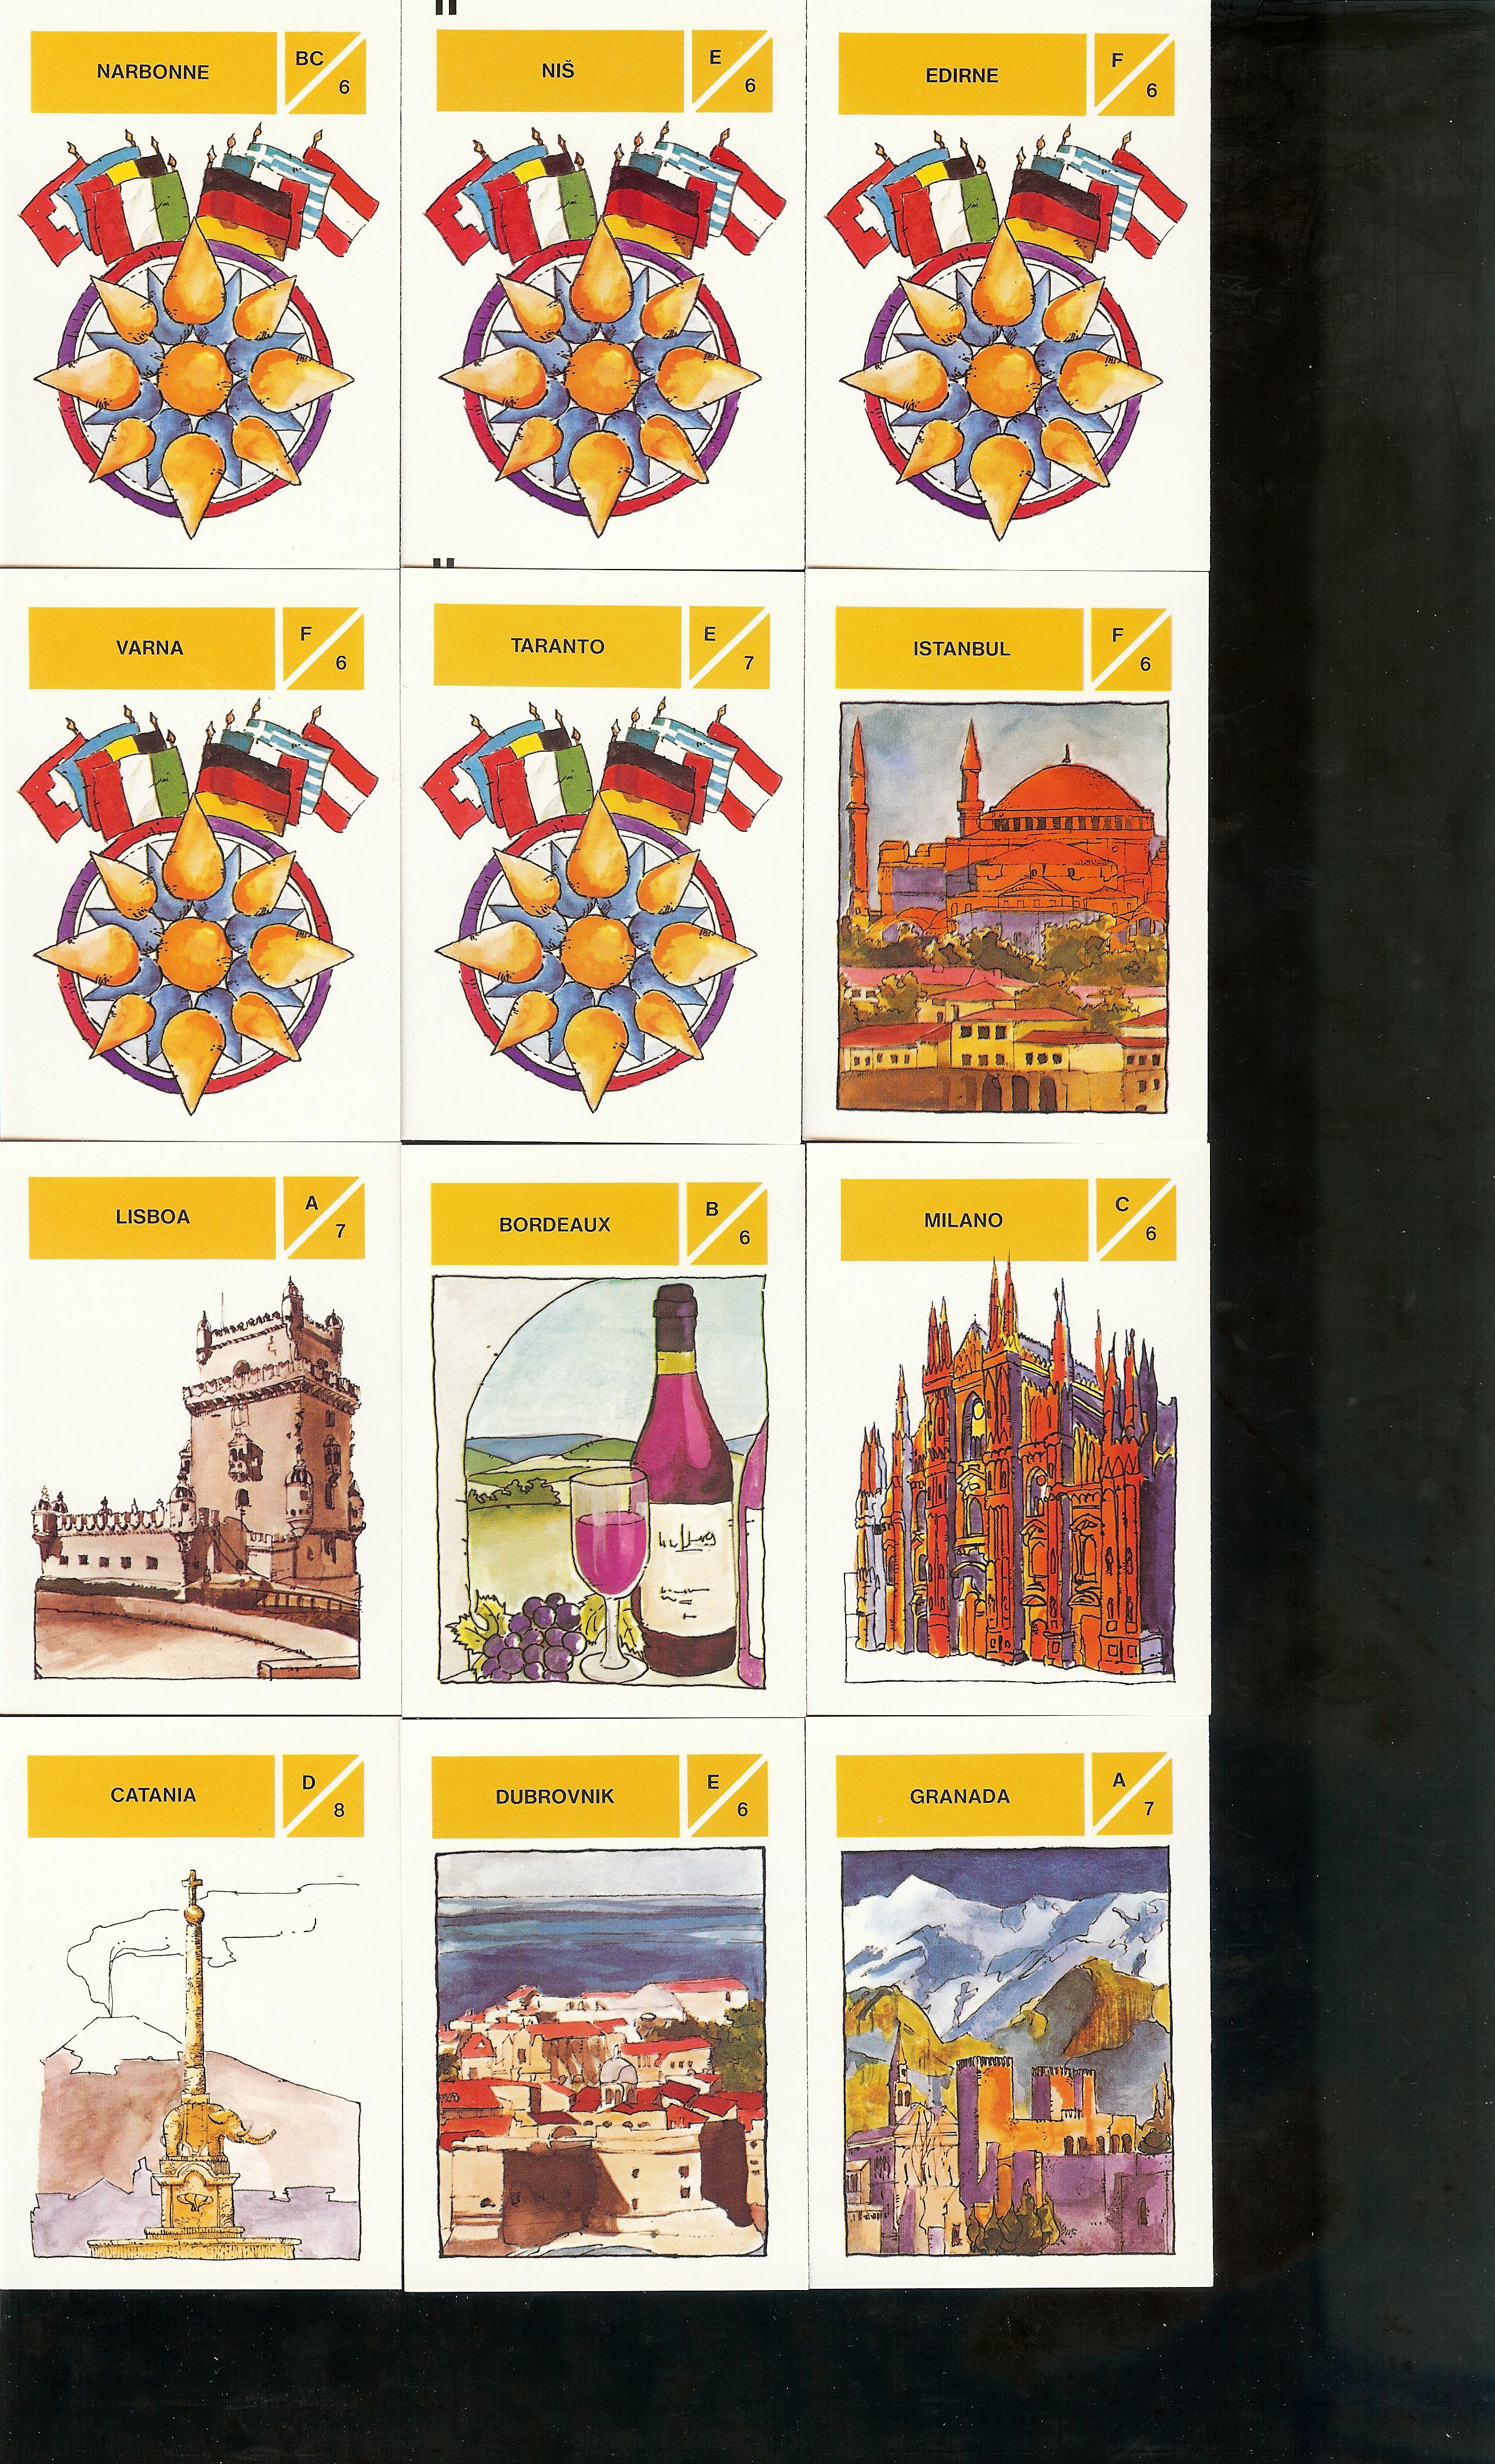 NARBONNE BC 6
NIŠ E 6
EDIRNE F 6
VARNA F 6
TARANTO E 7
ISTANBUL F 6
LISBOA A 7
BORDEAUX B 6
MILANO C 6
CATANIA D 8
DUBROVNIK E 6
GRANADA A 7